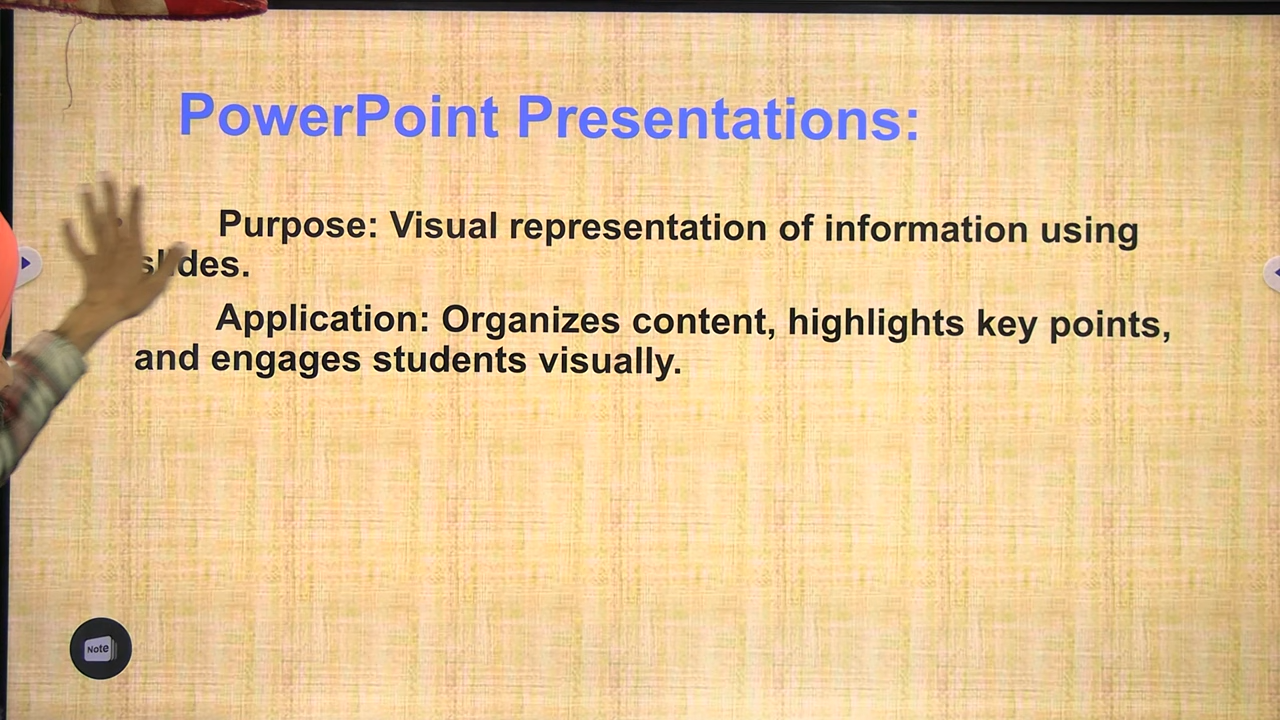 PowerPoint Presentations:
Purpose: Visual representation of information using
slides.
Application: Organizes content, highlights key points,
and engages students visually.
Note